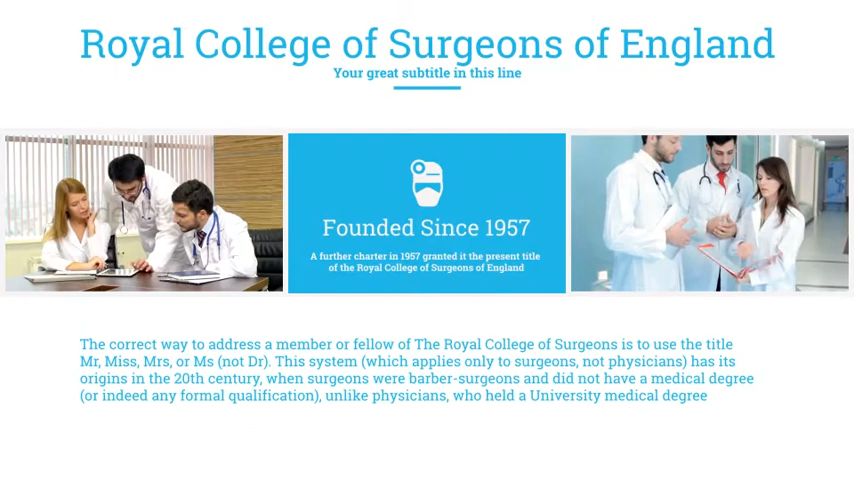 Royal College of Surgeons of England
Your great subtitle in this line
Founded Since 1957
A further charter in 1957 granted it the present title
of the Royal College of Surgeons of England
The correct way to address a member or fellow of The Royal College of Surgeons is to use the title
Mr, Miss, Mrs, or Ms (not Dr). This system (which applies only to surgeons, not physicians) has its
origins in the 20th century, when surgeons were barber-surgeons and did not have a medical degree
(or indeed any formal qualification), unlike physicians, who held a University medical degree